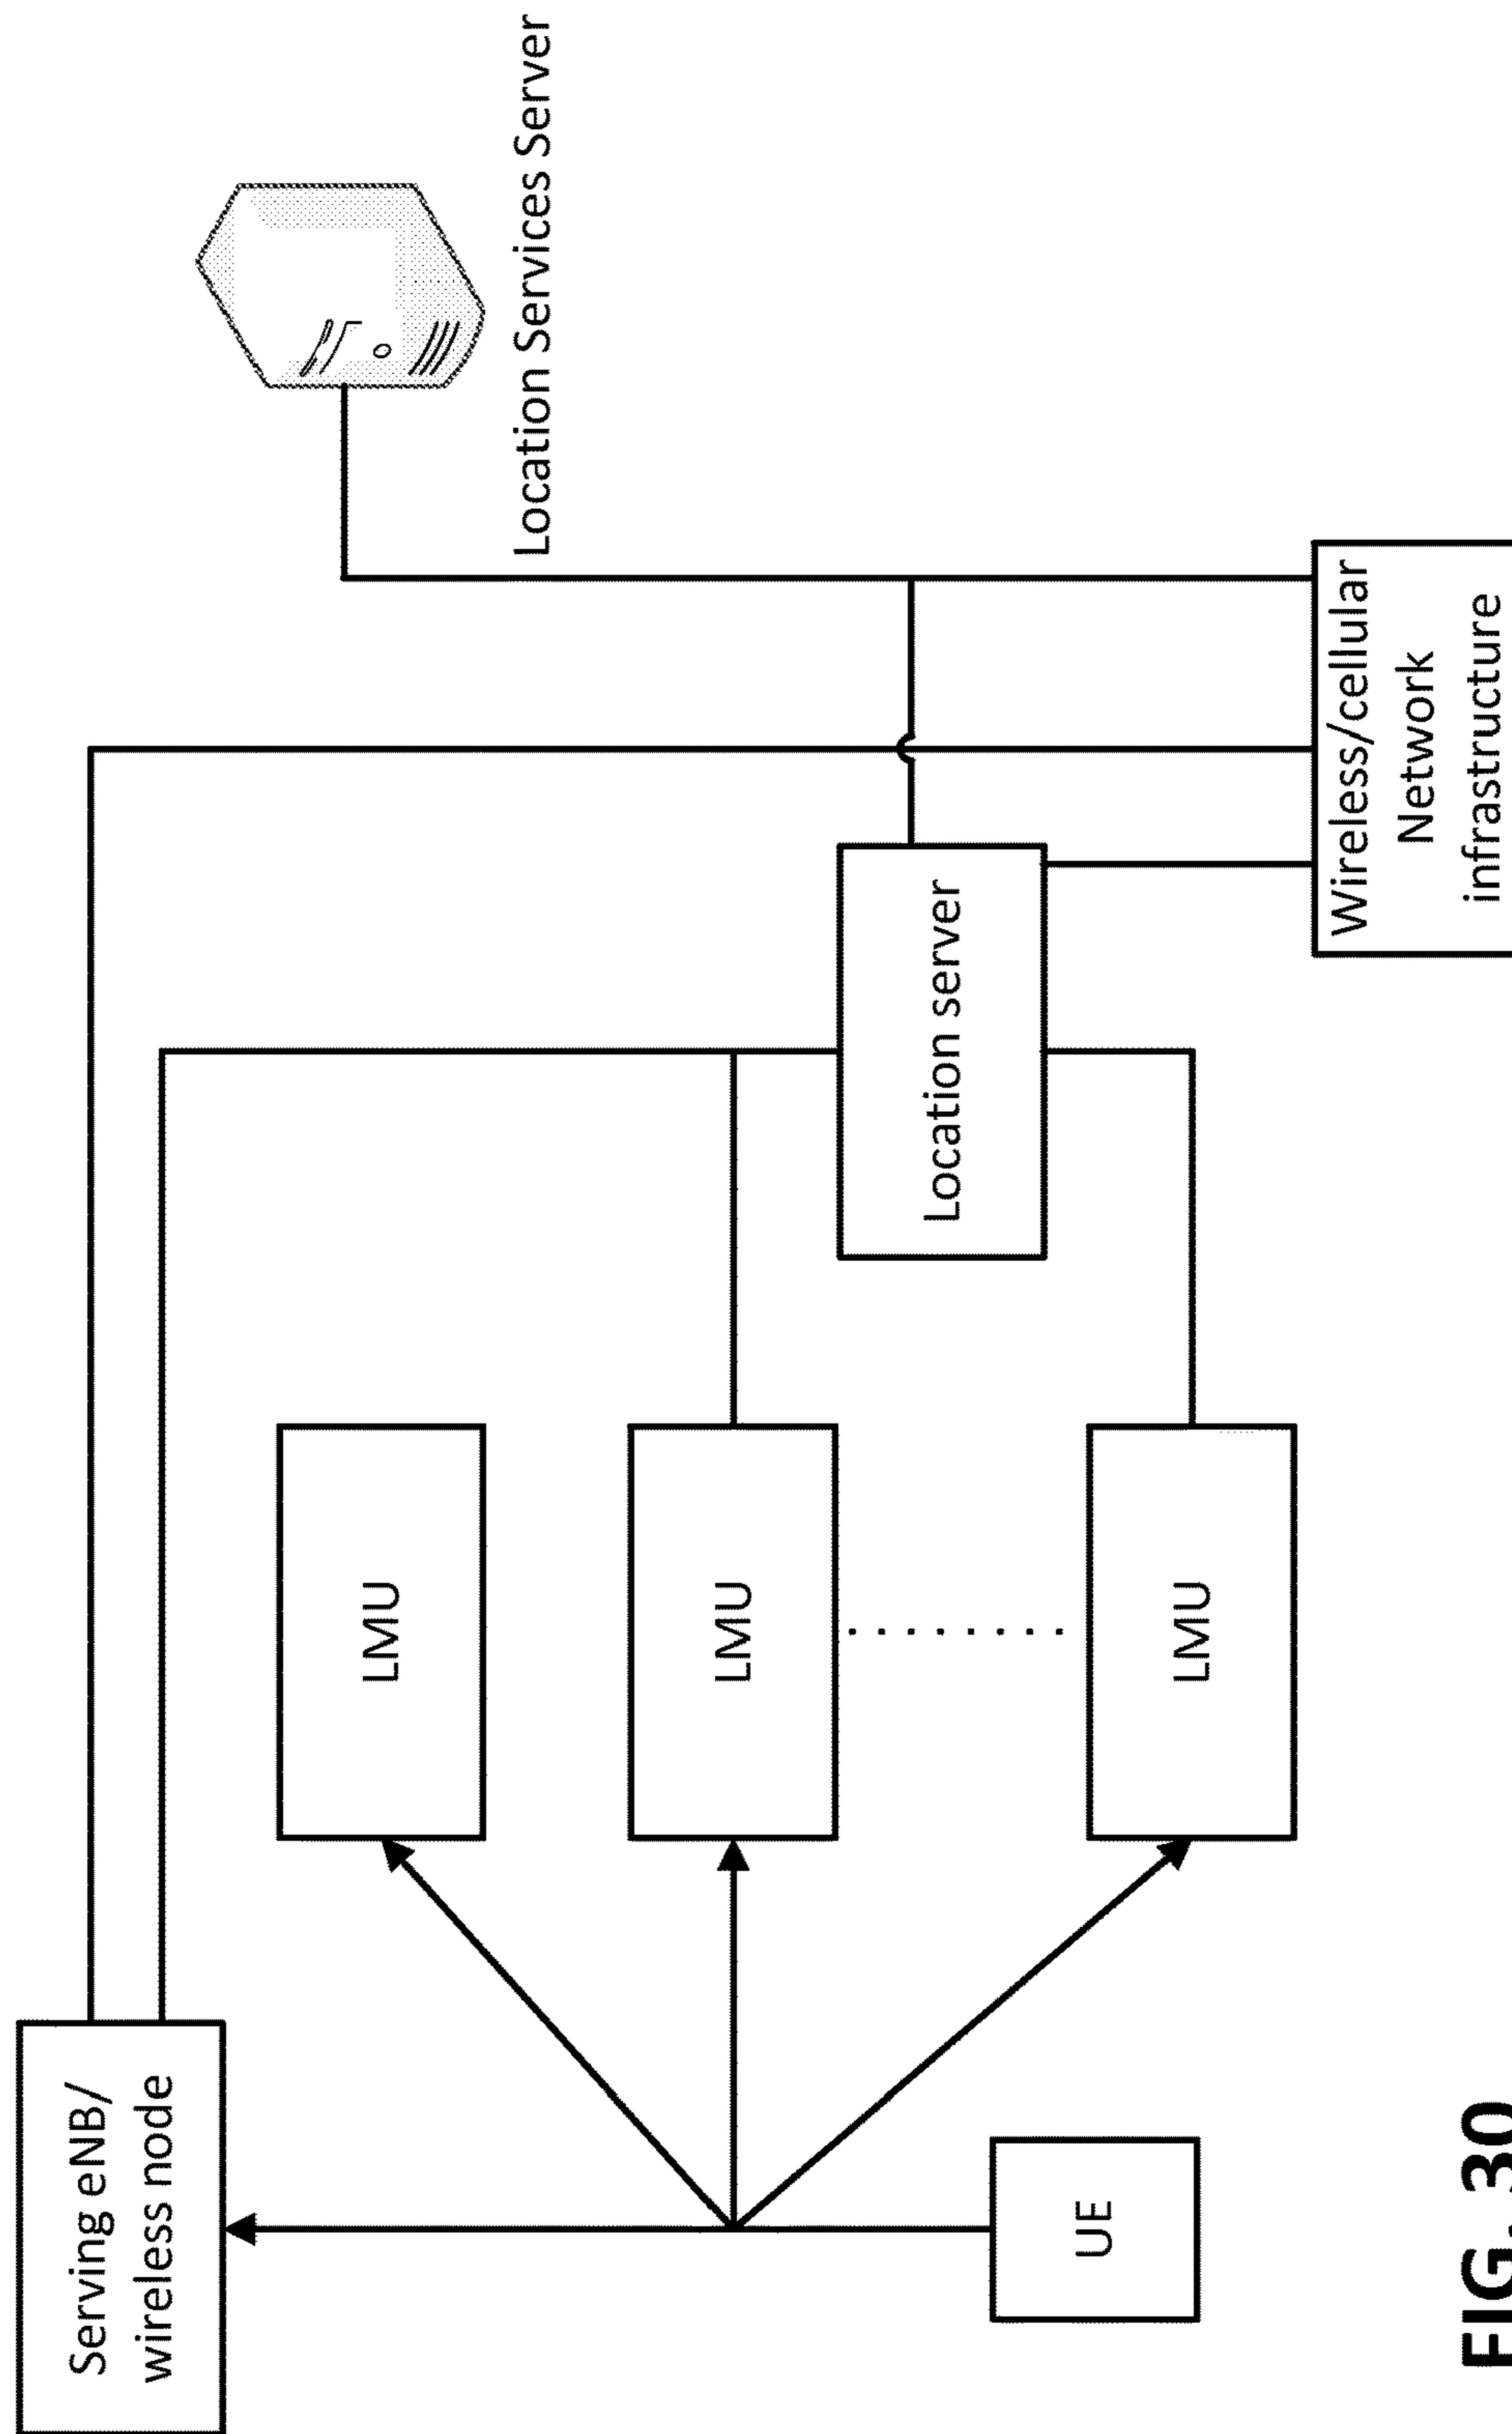 Serving eNB/
wireless node
UE
LMU
LMU
LMU
Location server
Location Services Server
Wireless/cellular
Network
infrastructure
FIG. 30